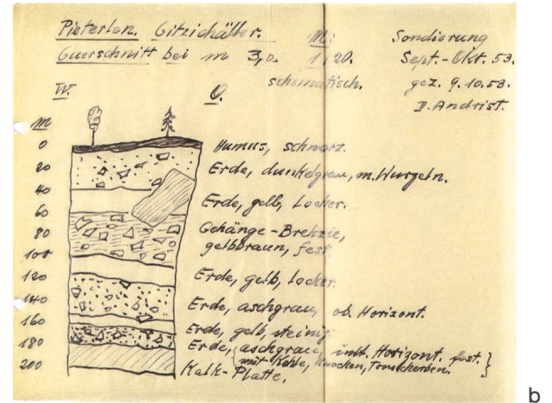 Pieterlen. Gitzichäller. M: Sondierung
Querschnitt bei m 3,0. 1:20. Sept.-Okt. 53.
schematisch. gez. 9.10.53.
W. O. D. Andrist.
m
0 Humus, schwarz.
20 Erde, dunkelgrau, m. Wurzeln.
40
60 Erde, gelb, locker.
80 Gehänge-Brekzie,
100 gelbbraun, fest
120 Erde, gelb, locker.
140 Erde, aschgrau, ob. Horizont.
160 Erde, gelb, steinig
180 Erde, aschgrau, unt. Horizont. fest.
mit Kohle, Knochen, Tonscherben.
200 Kalk-Platte.
b